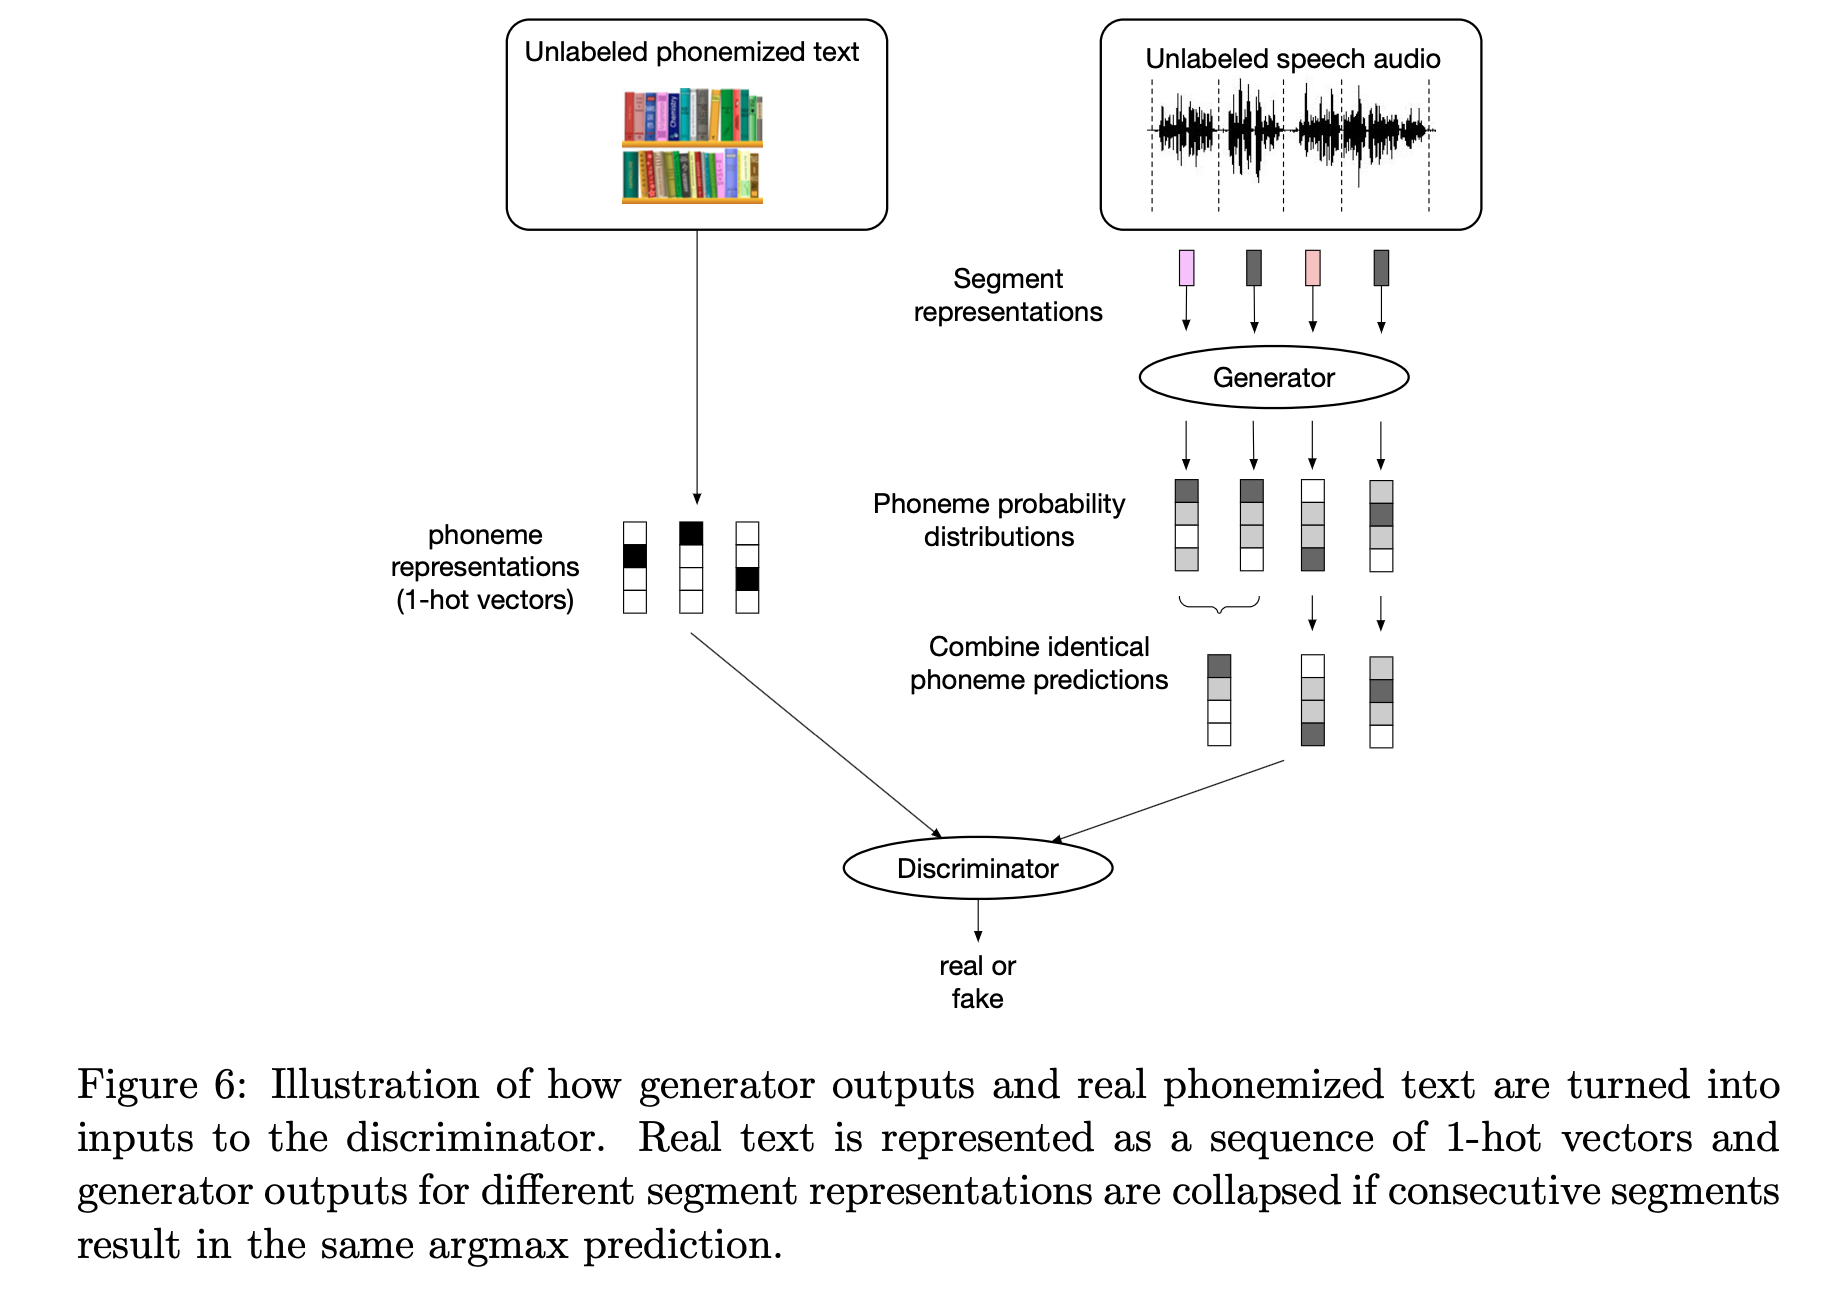 Unlabeled phonemized text
Chemistry
Unlabeled speech audio
Segment
representations
Generator
Phoneme probability
distributions
phoneme
representations
(1-hot vectors)
Combine identical
phoneme predictions
Discriminator
real or
fake
Figure 6: Illustration of how generator outputs and real phonemized text are turned into
inputs to the discriminator. Real text is represented as a sequence of 1-hot vectors and
generator outputs for different segment representations are collapsed if consecutive segments
result in the same argmax prediction.